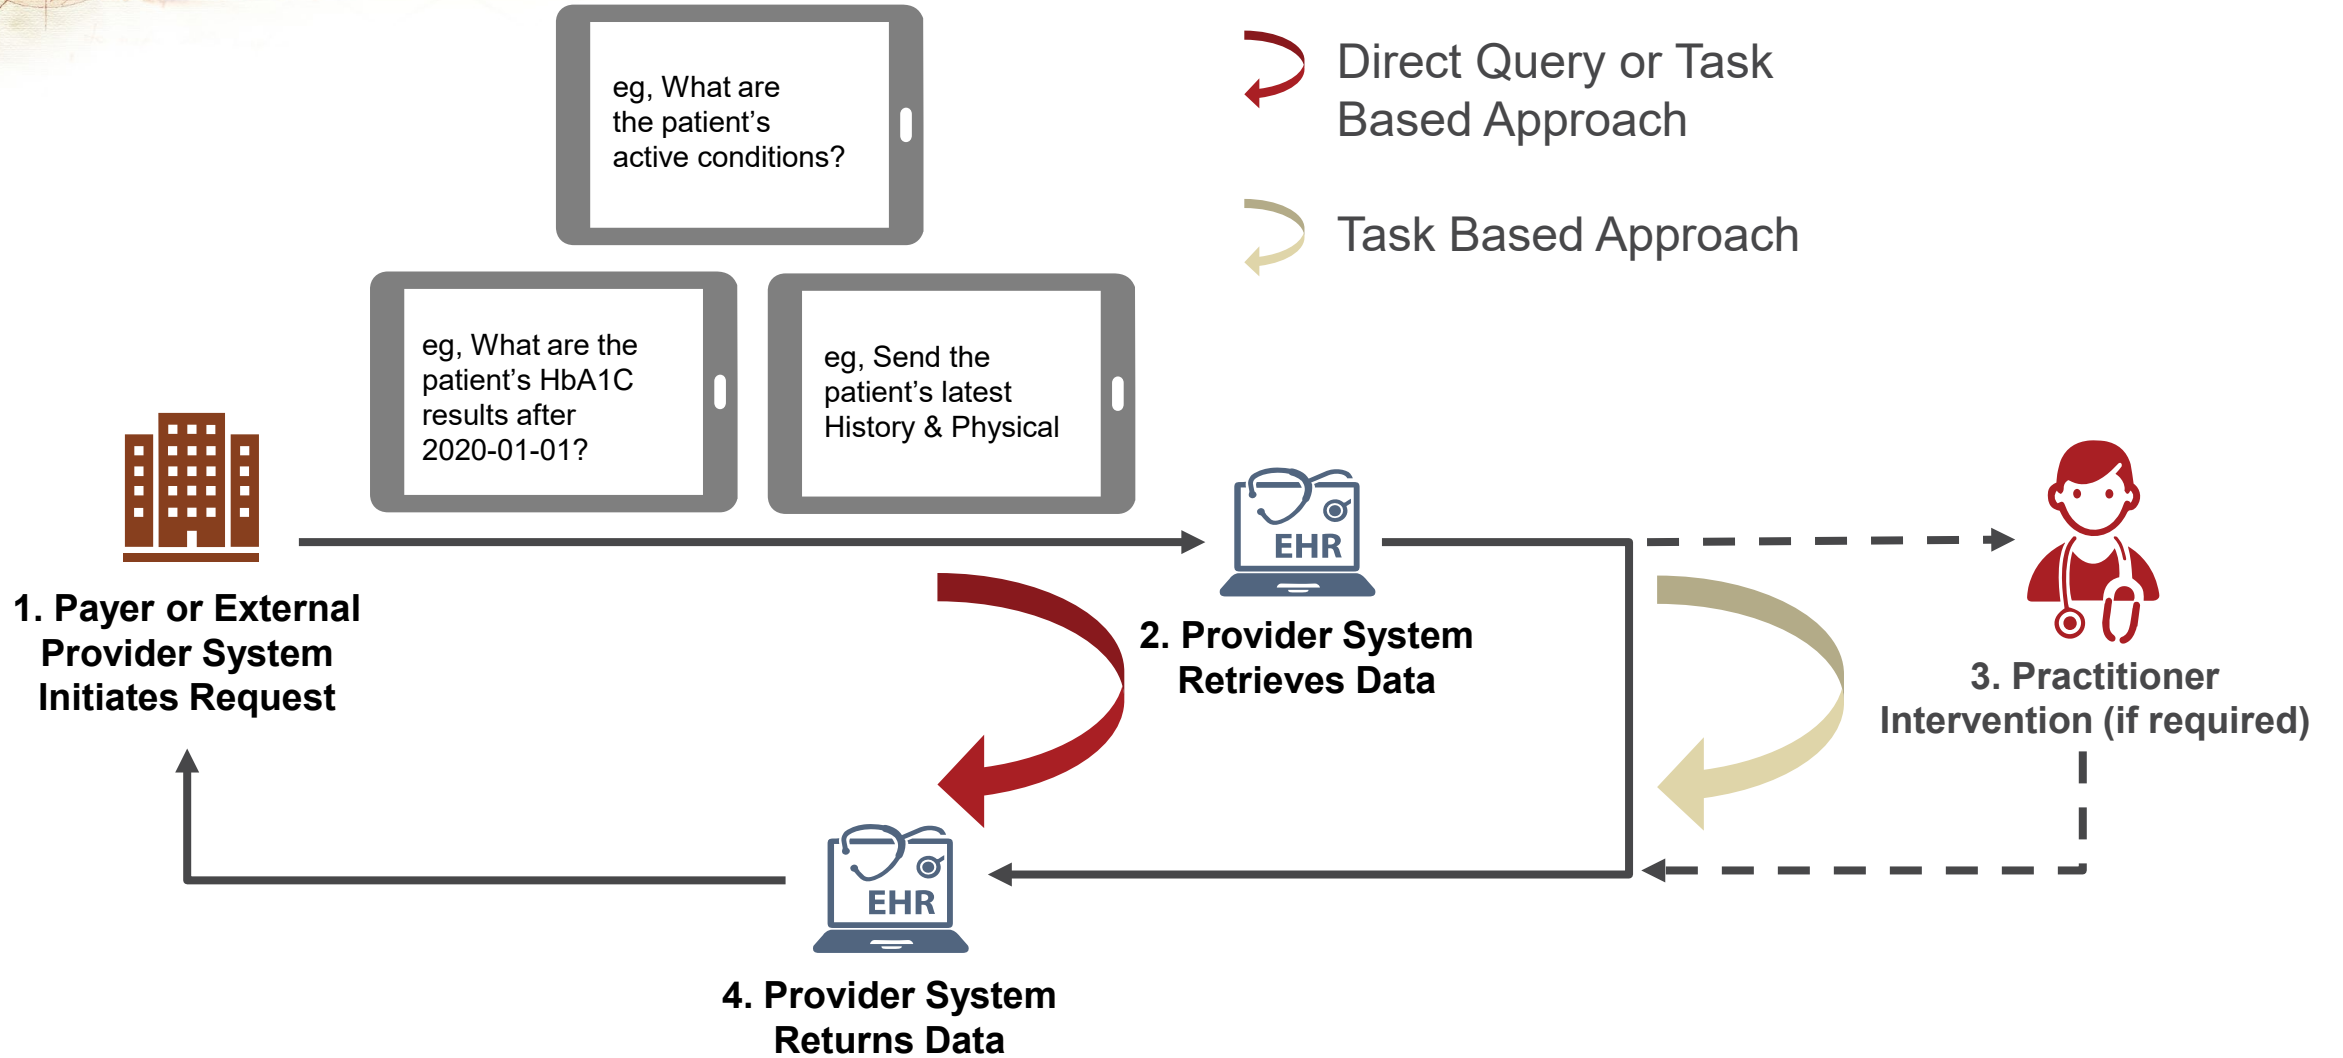 eg, What are
the patient’s
active conditions?
Direct Query or Task
Based Approach
Task Based Approach
eg, What are the
patient’s HbA1C
results after
2020-01-01?
eg, Send the
patient’s latest
History & Physical
EHR
1. Payer or External
Provider System
Initiates Request
2. Provider System
Retrieves Data
3. Practitioner
Intervention (if required)
EHR
4. Provider System
Returns Data